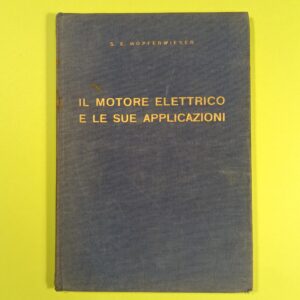 S. E. HOPFERWIESER
IL MOTORE ELETTRICO
E LE SUE APPLICAZIONI